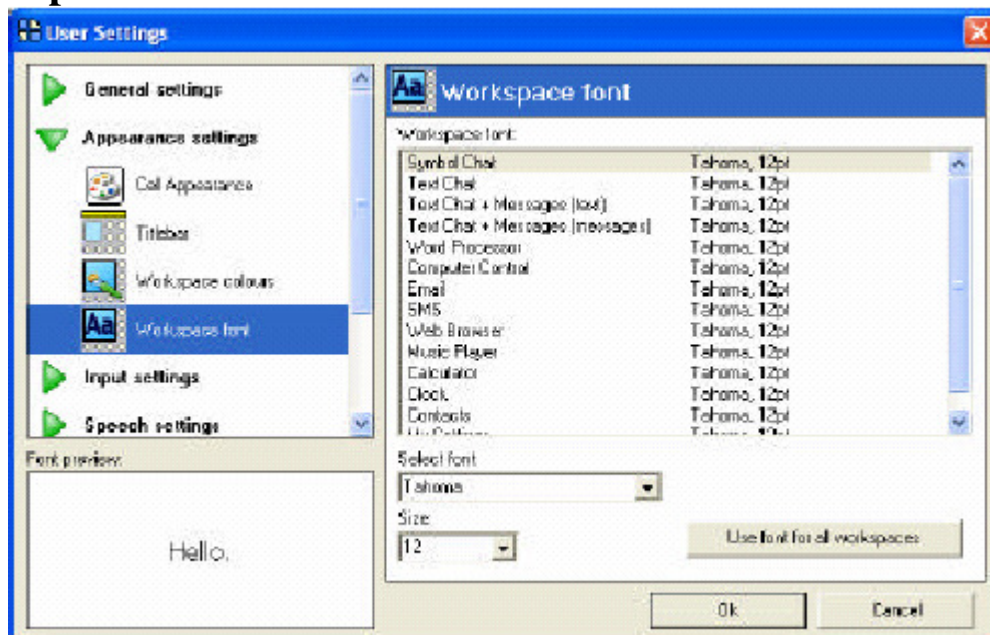 User Settings
General settings
Appearance settings
Cell Appearance
Titlebar
Workspace colours
Workspace font
Input settings
Speech settings
Font preview:
Hello.
Workspace font
Workspace font:
Symbol Chat Tahoma, 12pt
Text Chat Tahoma, 12pt
Text Chat + Messages (text) Tahoma, 12pt
Text Chat + Messages (messages) Tahoma, 12pt
Word Processor Tahoma, 12pt
Computer Control Tahoma, 12pt
Email Tahoma, 12pt
SMS Tahoma, 12pt
Web Browser Tahoma, 12pt
Music Player Tahoma, 12pt
Calculator Tahoma, 12pt
Clock Tahoma, 12pt
Contacts Tahoma, 12pt
Select font
Tahoma
Size:
12
Use font for all workspaces
Ok Cancel